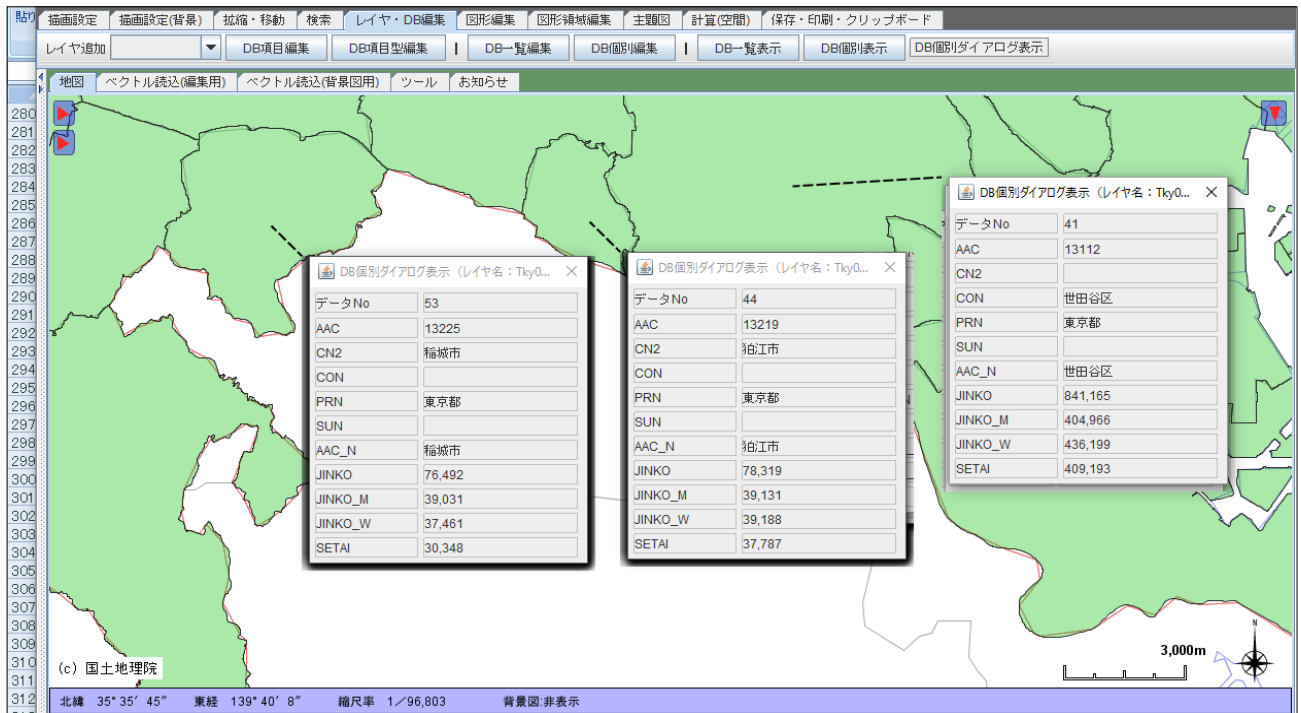 貼り
描画設定 描画設定(背景) 拡縮・移動 検索 レイヤ・DB編集 図形編集 図形領域編集 主題図 計算(空間) 保存・印刷・クリップボード
レイヤ追加 DB項目編集 DB項目型編集 | DB一覧編集 DB個別編集 | DB一覧表示 DB個別表示 DB個別ダイアログ表示
地図 ベクトル読込(編集用) ベクトル読込(背景図用) ツール お知らせ
280
281
282
283
284
285
286
287
288
289
290
291
292
293
294
295
296
297
298
299
300
301
302
303
304
305
306
307
308
309
310
311
312
DB個別ダイアログ表示（レイヤ名：Tky0...
データNo 53
AAC 13225
CN2 稲城市
CON
PRN 東京都
SUN
AAC_N 稲城市
JINKO 76,492
JINKO_M 39,031
JINKO_W 37,461
SETAI 30,348
DB個別ダイアログ表示（レイヤ名：Tky0...
データNo 44
AAC 13219
CN2 狛江市
CON
PRN 東京都
SUN
AAC_N 狛江市
JINKO 78,319
JINKO_M 39,131
JINKO_W 39,188
SETAI 37,787
DB個別ダイアログ表示（レイヤ名：Tky0...
データNo 41
AAC 13112
CN2
CON 世田谷区
PRN 東京都
SUN
AAC_N 世田谷区
JINKO 841,165
JINKO_M 404,966
JINKO_W 436,199
SETAI 409,193
N
3,000m
(c) 国土地理院
北緯 35°35′45″ 東経 139°40′8″ 縮尺率 1／96,803 背景図:非表示